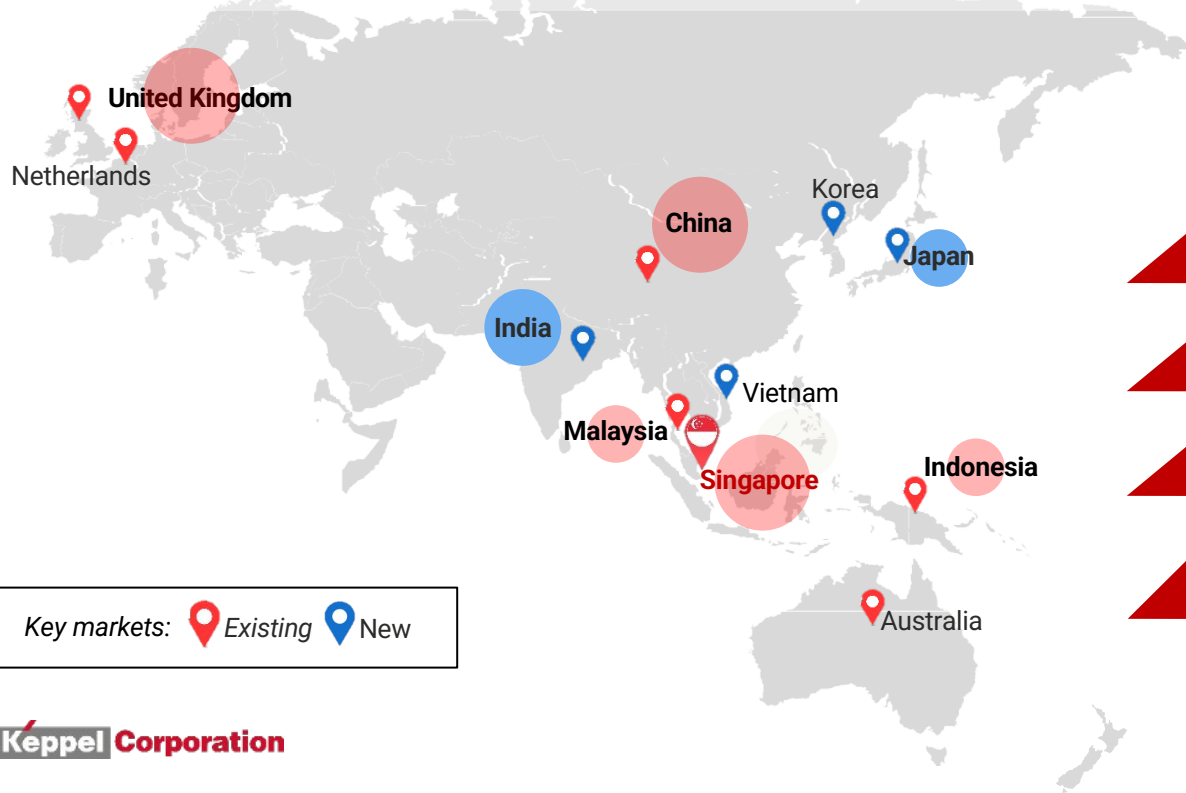 United Kingdom
Netherlands
Korea
China
Japan
India
Vietnam
Malaysia
Indonesia
Singapore
Key markets: Existing New
Australia
Keppel Corporation